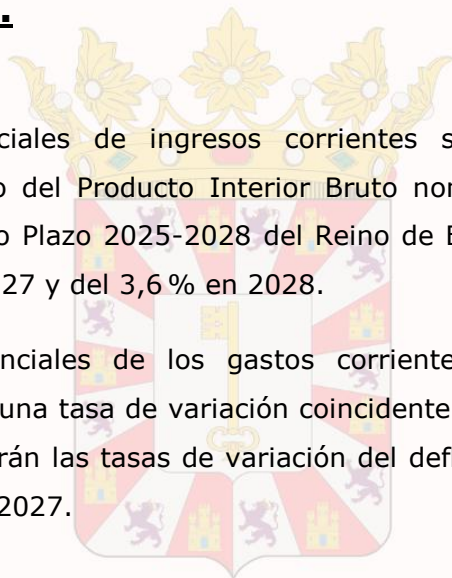 ciales de ingresos corrientes s
o del Producto Interior Bruto nor
o Plazo 2025-2028 del Reino de E
27 y del 3,6 % en 2028.
nciales de los gastos corriente
una tasa de variación coincidente
rán las tasas de variación del def
2027.